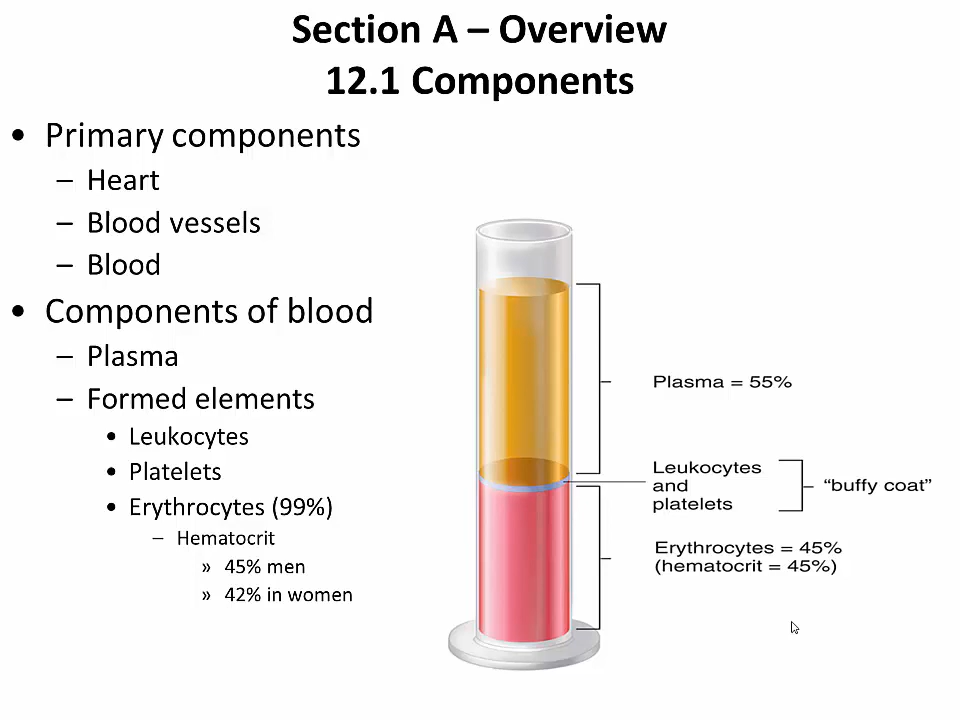 Section A – Overview
12.1 Components
• Primary components
– Heart
– Blood vessels
– Blood
• Components of blood
– Plasma
– Formed elements
• Leukocytes
• Platelets
• Erythrocytes (99%)
– Hematocrit
» 45% men
» 42% in women
Plasma = 55%
Leukocytes
and
platelets
“buffy coat”
Erythrocytes = 45%
(hematocrit = 45%)